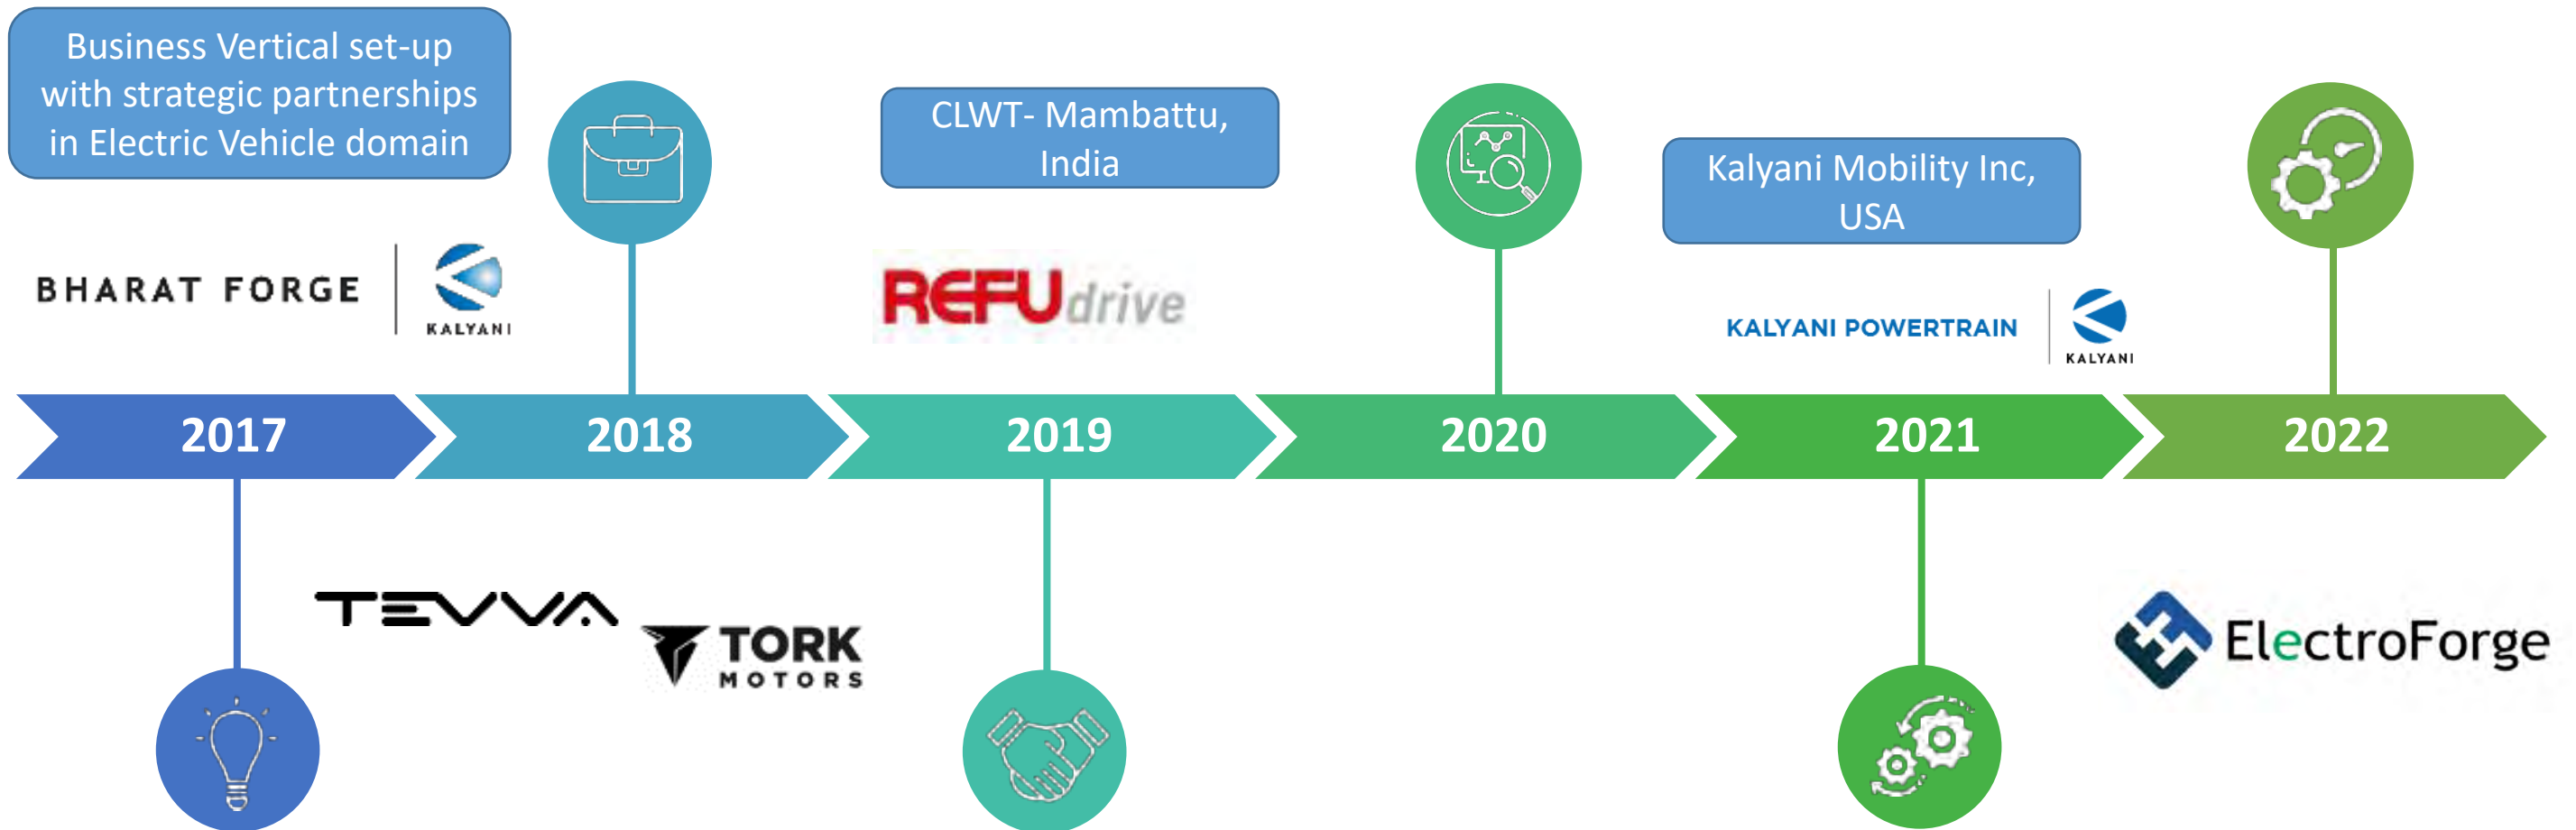 Business Vertical set-up
with strategic partnerships
in Electric Vehicle domain
CLWT- Mambattu,
India
Kalyani Mobility Inc,
USA
BHARAT FORGE
KALYANI
REFUdrive
KALYANI POWERTRAIN
KALYANI
2017
2018
2019
2020
2021
2022
TEVVA
TORK
MOTORS
ElectroForge